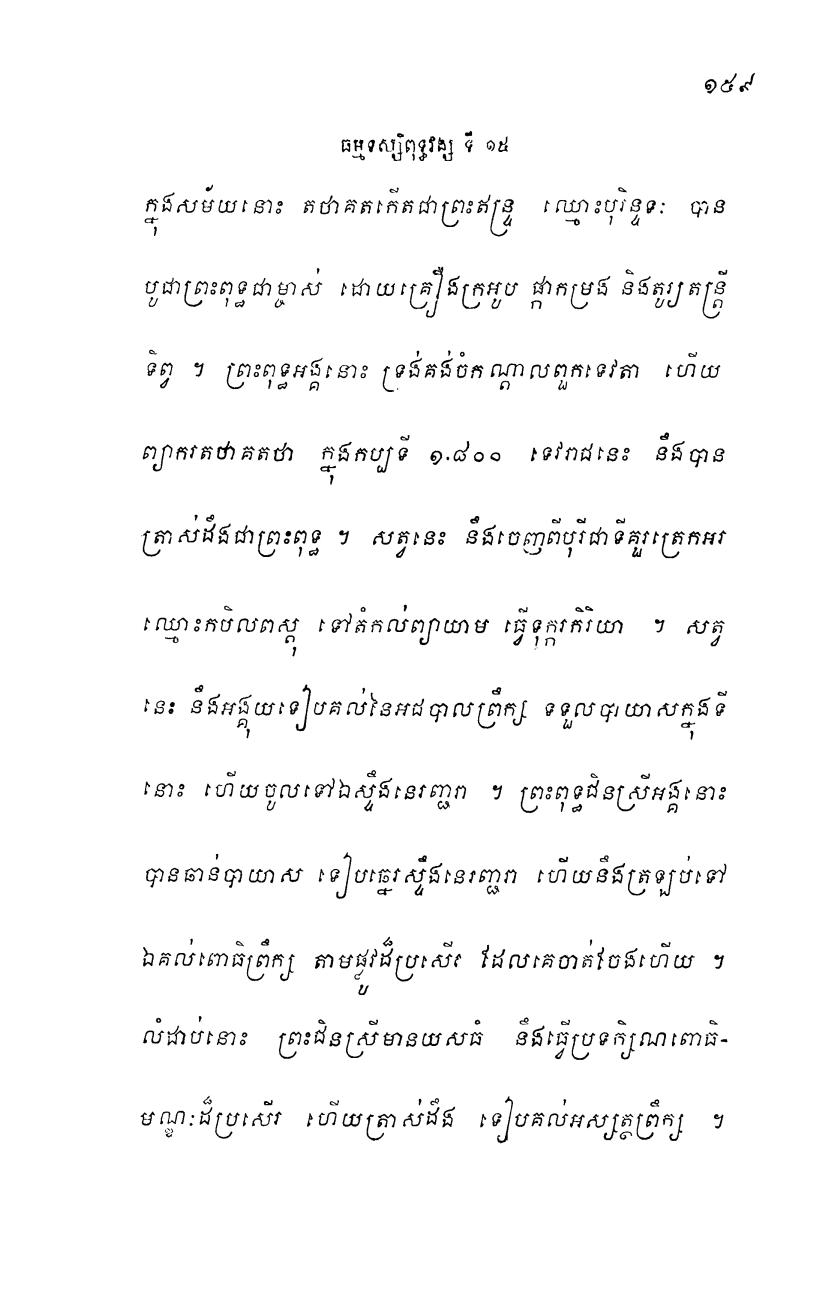 ១៥៩
ធម្មទស្សិពុទ្ធវង្ស ទី ១៥
ក្នុងសម័យនោះ តថាគតកើតជាព្រះឥន្ទ្រ ឈ្មោះបុរិន្ទទៈ បាន
បូជាព្រះពុទ្ធជាម្ចាស់ ដោយគ្រឿងក្រអូប ផ្កាកម្រង និងតូរ្យតន្ត្រី
ទិព្វ ។ ព្រះពុទ្ធអង្គនោះ ទ្រង់គង់ចំកណ្តាលពួកទេវតា ហើយ
ព្យាករតថាគតថា ក្នុងកប្បទី ១.៨០០ ទេវរាជនេះ នឹងបាន
ត្រាស់ដឹងជាព្រះពុទ្ធ ។ សត្វនេះ នឹងចេញពីបុរីជាទីគួរត្រេកអរ
ឈ្មោះកបិលពស្តុ ទៅតំកល់ព្យាយាម ធ្វើទុក្ករកិរិយា ។ សត្វ
នេះ នឹងអង្គុយទៀបគល់នៃអជបាលព្រឹក្ស ទទួលបាយាសក្នុងទី
នោះ ហើយចូលទៅឯស្ទឹងនេរញ្ជរា ។ ព្រះពុទ្ធជិនស្រីអង្គនោះ
បានឆាន់បាយាស ទៀបឆ្នេរស្ទឹងនេរញ្ជរា ហើយនឹងត្រឡប់ទៅ
ឯគល់ពោធិព្រឹក្ស តាមផ្លូវដ៏ប្រសើរ ដែលគេចាត់ចែងហើយ ។
លំដាប់នោះ ព្រះជិនស្រីមានយសធំ នឹងធ្វើប្រទក្សិណពោធិ-
មណ្ឌៈដ៏ប្រសើរ ហើយត្រាស់ដឹង ទៀបគល់អស្សត្ថព្រឹក្ស ។